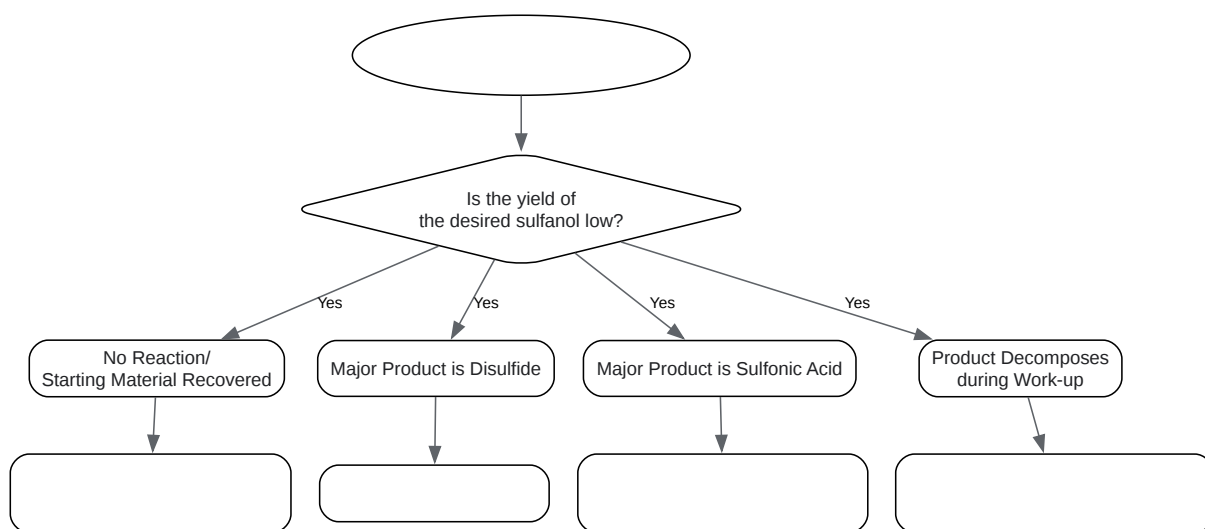 Is the yield of
the desired sulfanol low?
Yes
Yes
Yes
Yes
No Reaction/
Starting Material Recovered
Major Product is Disulfide
Major Product is Sulfonic Acid
Product Decomposes
during Work-up